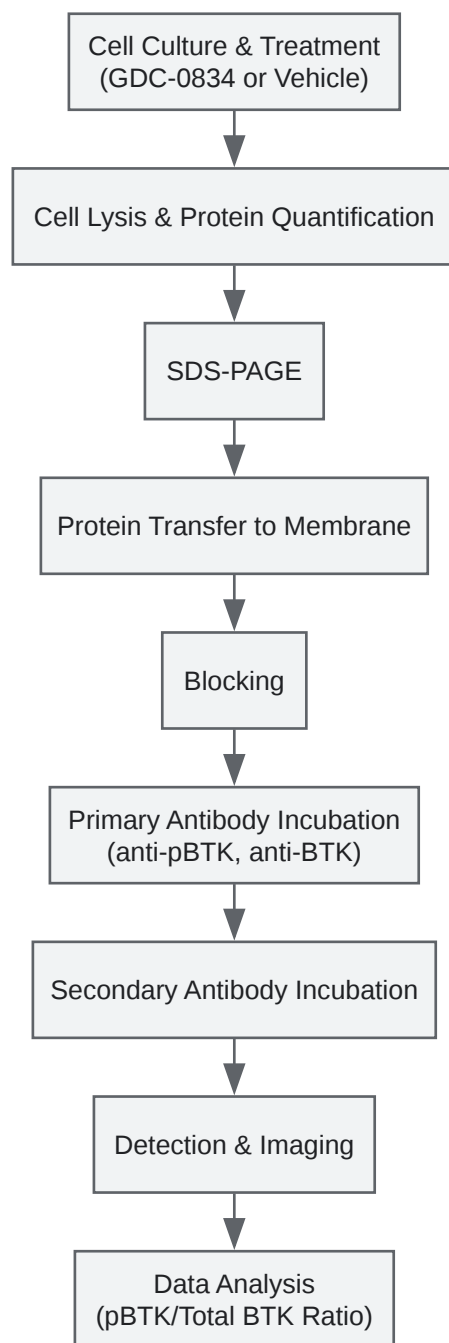 Cell Culture & Treatment
(GDC-0834 or Vehicle)
Cell Lysis & Protein Quantification
SDS-PAGE
Protein Transfer to Membrane
Blocking
Primary Antibody Incubation
(anti-pBTK, anti-BTK)
Secondary Antibody Incubation
Detection & Imaging
Data Analysis
(pBTK/Total BTK Ratio)